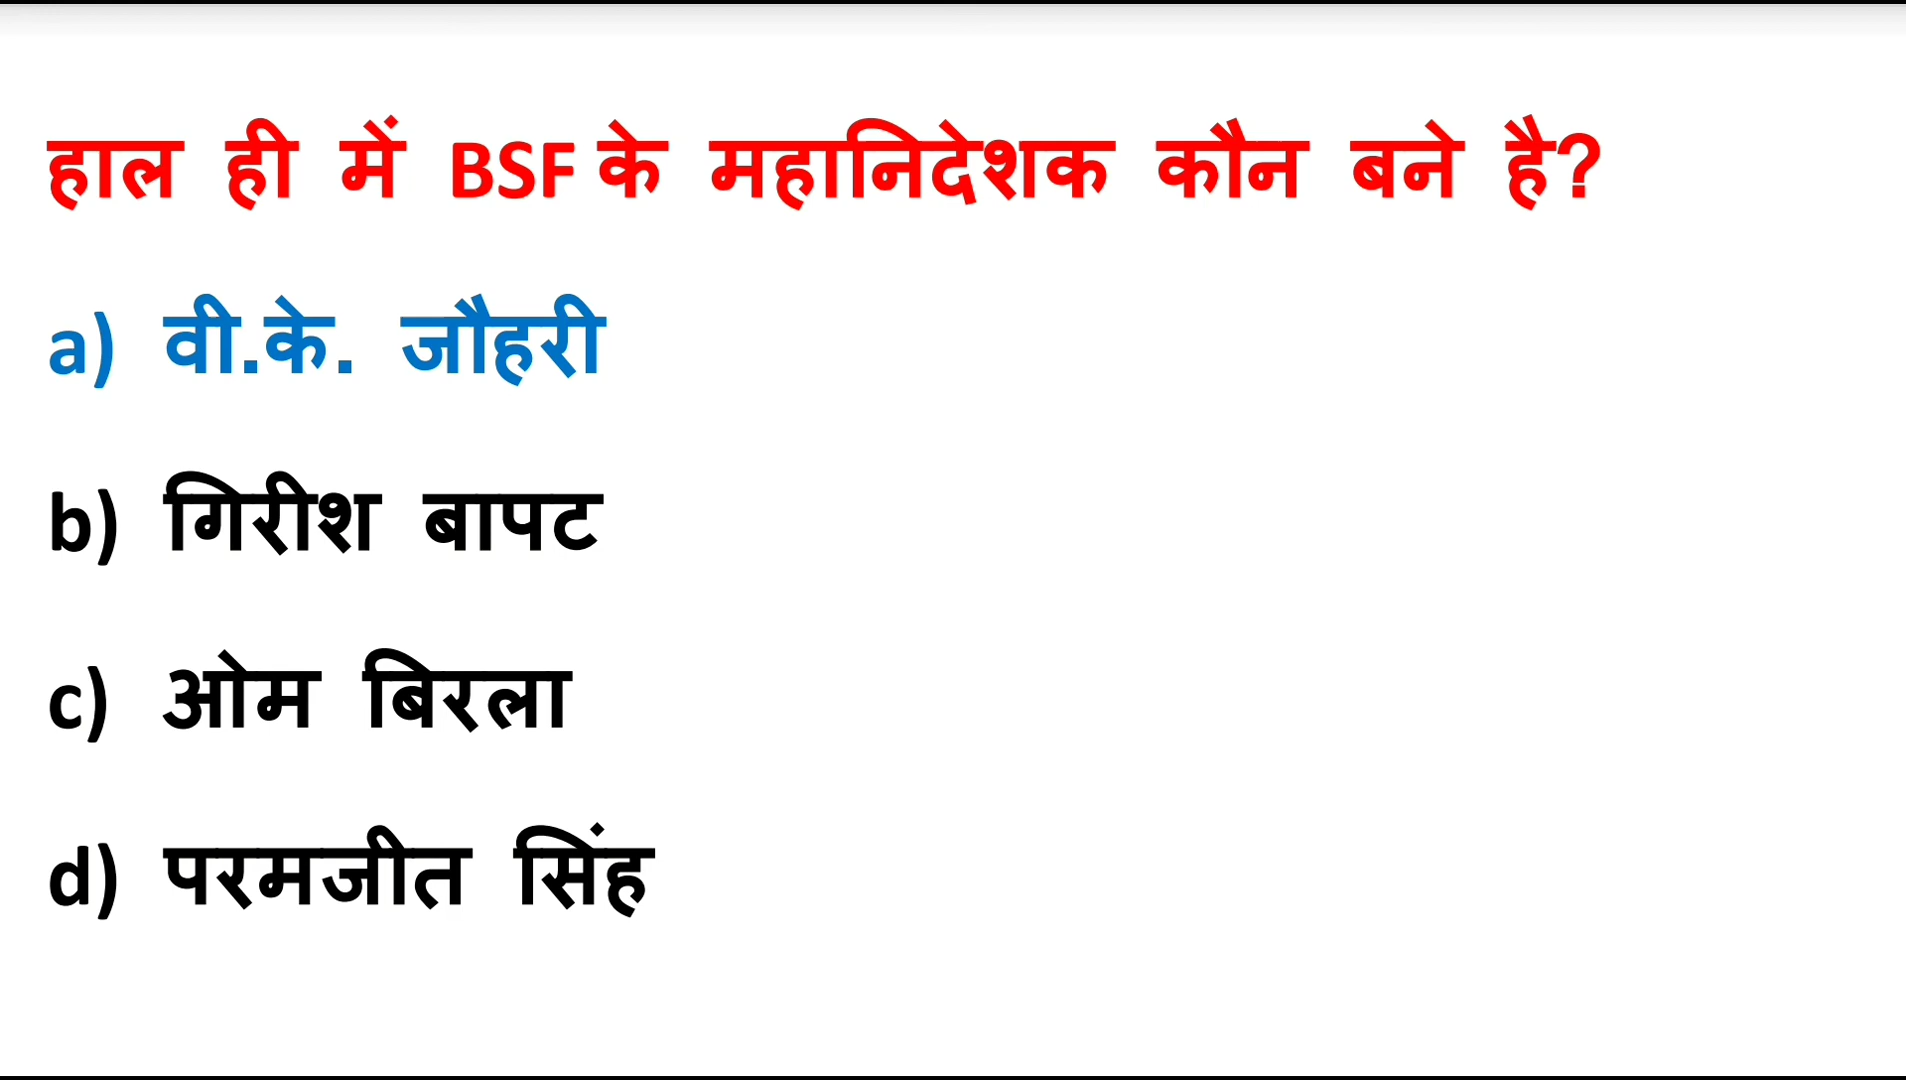 हाल ही में BSF के महानिदेशक कौन बने है?
a) वी.के. जौहरी
b) गिरीश बापट
c) ओम बिरला
d) परमजीत सिंह